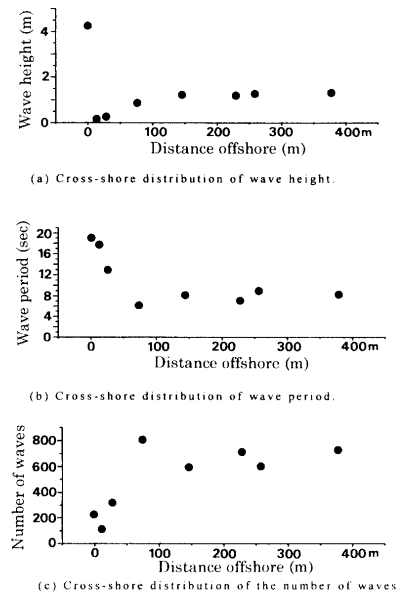 Wave height (m)
4
2
0
0 100 200 300 400m
Distance offshore (m)
(a) Cross-shore distribution of wave height.
Wave period (sec)
20
16
12
8
4
0
0 100 200 300 400m
Distance offshore (m)
(b) Cross-shore distribution of wave period.
Number of waves
800
600
400
200
0
0 100 200 300 400m
Distance offshore (m)
(c) Cross-shore distribution of the number of waves